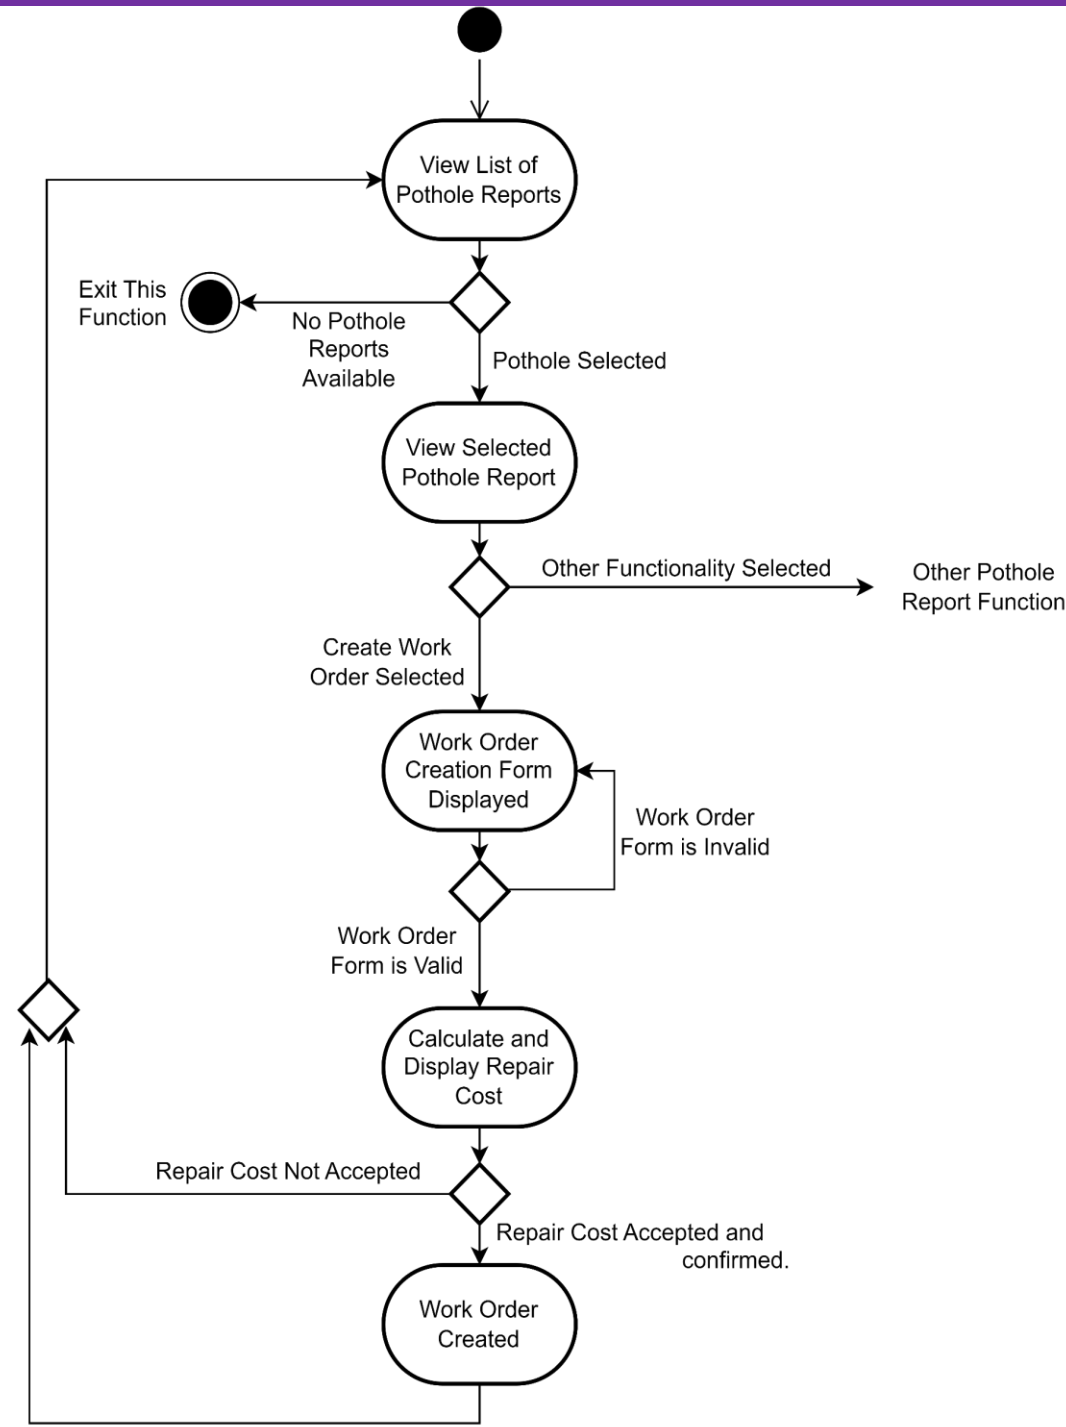 View List of
Pothole Reports
Exit This
Function
No Pothole
Reports
Available
Pothole Selected
View Selected
Pothole Report
Other Functionality Selected
Other Pothole
Report Function
Create Work
Order Selected
Work Order
Creation Form
Displayed
Work Order
Form is Invalid
Work Order
Form is Valid
Calculate and
Display Repair
Cost
Repair Cost Not Accepted
Repair Cost Accepted and
confirmed.
Work Order
Created